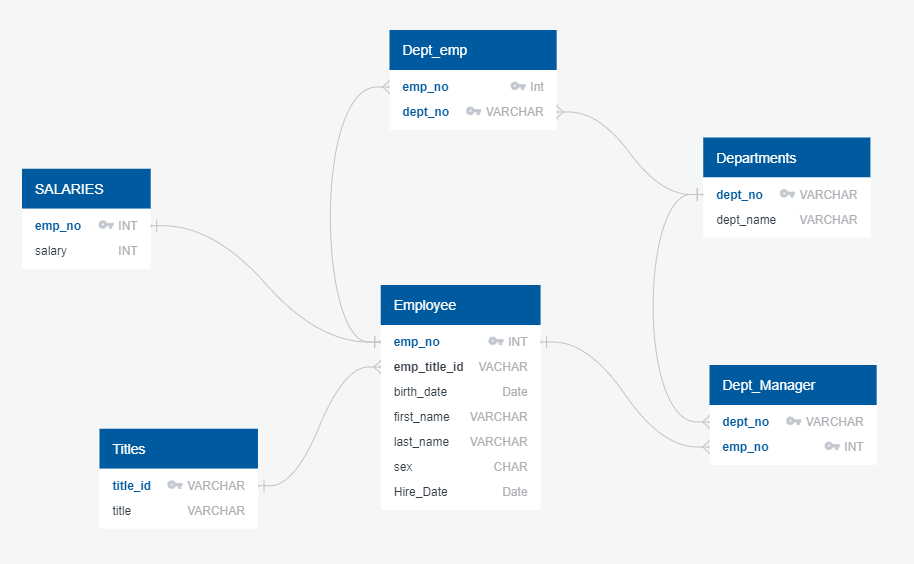 Dept_emp
emp_no Int
dept_no VARCHAR
Departments
dept_no VARCHAR
dept_name VARCHAR
SALARIES
emp_no INT
salary INT
Employee
emp_no INT
emp_title_id VACHAR
birth_date Date
first_name VARCHAR
last_name VARCHAR
sex CHAR
Hire_Date Date
Dept_Manager
dept_no VARCHAR
emp_no INT
Titles
title_id VARCHAR
title VARCHAR